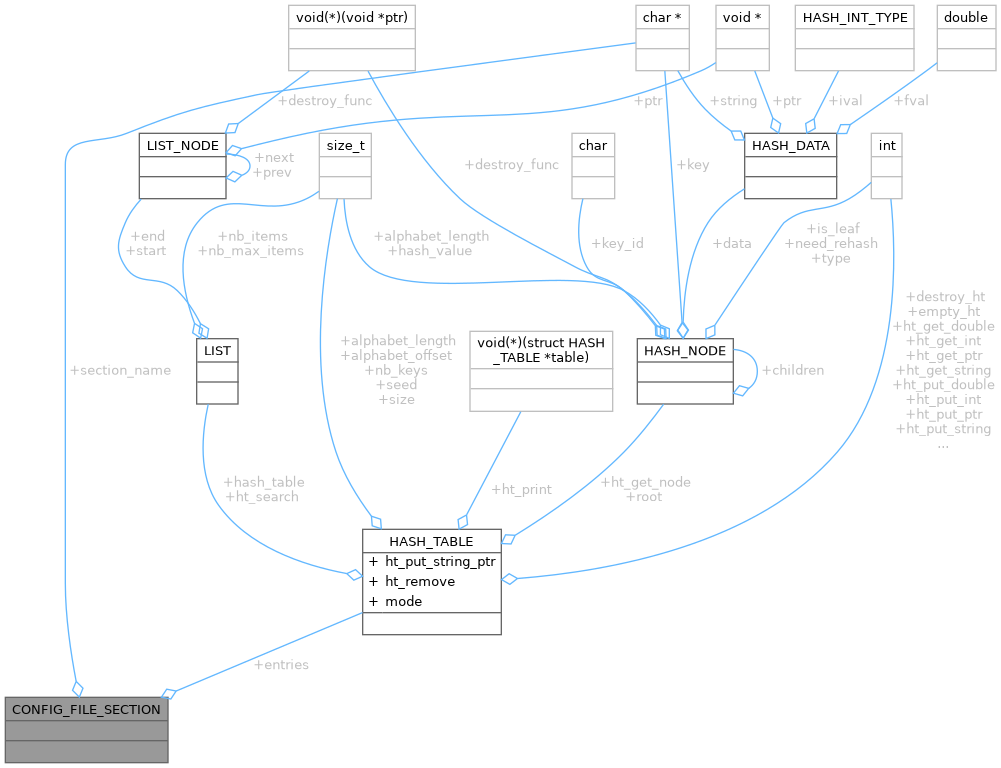 void(*)(void *ptr)
char *
void *
HASH_INT_TYPE
double
+destroy_func
+ptr
+string
+ptr
+ival
+fval
LIST_NODE
size_t
char
HASH_DATA
int
+next
+prev
+destroy_func
+key
+end
+start
+nb_items
+nb_max_items
+alphabet_length
+hash_value
+key_id
+data
+is_leaf
+need_rehash
+type
+destroy_ht
+empty_ht
+ht_get_double
+ht_get_int
+ht_get_ptr
+ht_get_string
+ht_put_double
+ht_put_int
+ht_put_ptr
+ht_put_string
...
LIST
+alphabet_length
+alphabet_offset
+nb_keys
+seed
+size
void(*)(struct HASH
_TABLE *table)
HASH_NODE
+children
+section_name
+hash_table
+ht_search
+ht_print
+ht_get_node
+root
HASH_TABLE
+ ht_put_string_ptr
+ ht_remove
+ mode
+entries
CONFIG_FILE_SECTION